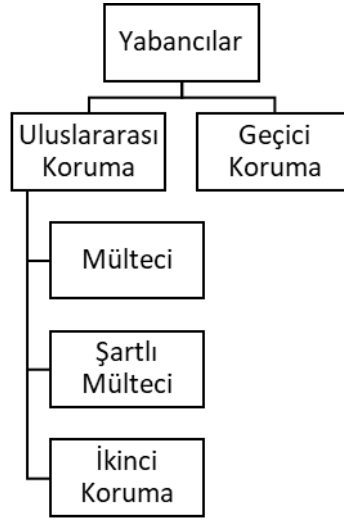 Yabancılar
Uluslararası
Koruma
Geçici
Koruma
Mülteci
Şartlı
Mülteci
İkinci
Koruma